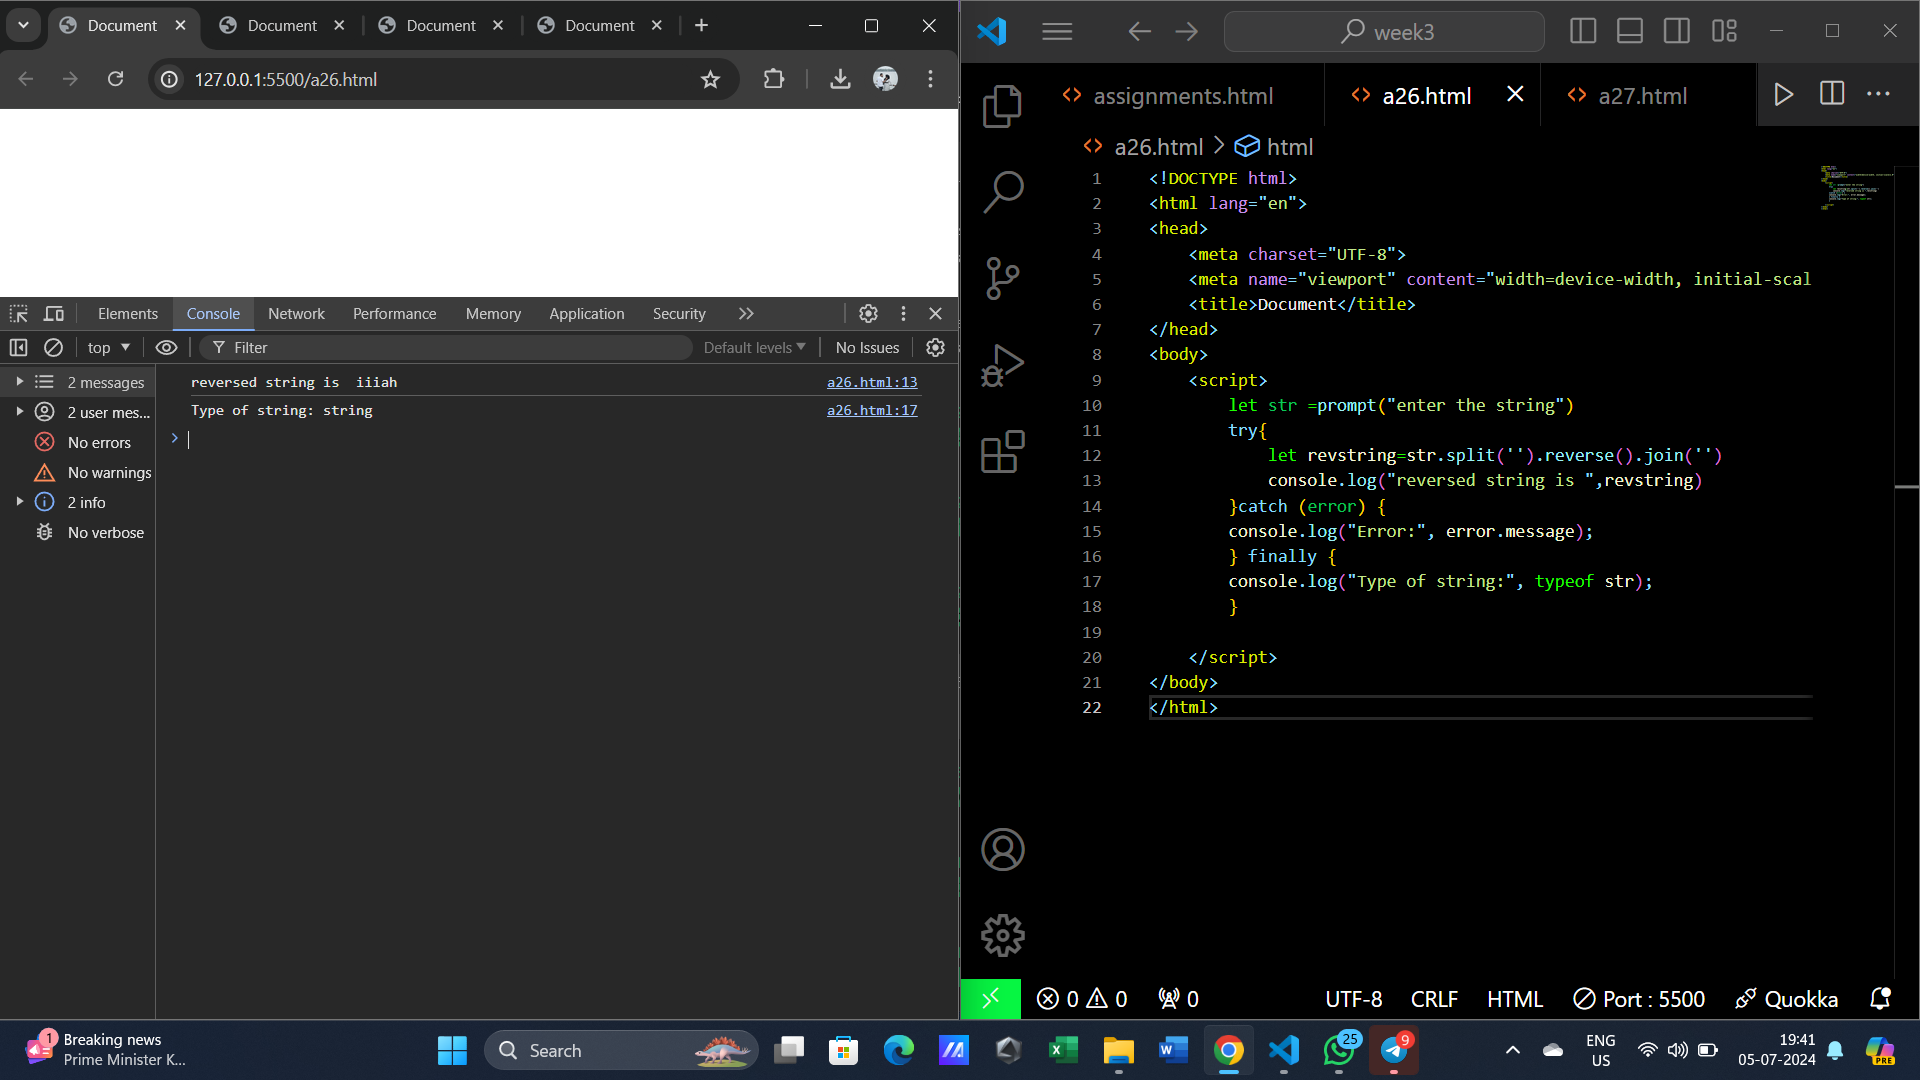 Document
Document
Document
Document
127.0.0.1:5500/a26.html
Elements Console Network Performance Memory Application Security
top Filter Default levels No Issues
2 messages
2 user mes...
No errors
No warnings
2 info
No verbose
reversed string is  iiiah a26.html:13
Type of string: string a26.html:17
>
week3
assignments.html a26.html a27.html
a26.html > html
1 <!DOCTYPE html>
2 <html lang="en">
3 <head>
4     <meta charset="UTF-8">
5     <meta name="viewport" content="width=device-width, initial-scal
6     <title>Document</title>
7 </head>
8 <body>
9     <script>
10         let str =prompt("enter the string")
11         try{
12             let revstring=str.split('').reverse().join('')
13             console.log("reversed string is ",revstring)
14         }catch (error) {
15         console.log("Error:", error.message);
16         } finally {
17         console.log("Type of string:", typeof str);
18         }
19
20     </script>
21 </body>
22 </html>
0 0 0 UTF-8 CRLF HTML Port : 5500 Quokka
1 Breaking news
Prime Minister K...
Search
25
9
ENG
US
19:41
05-07-2024
PRE